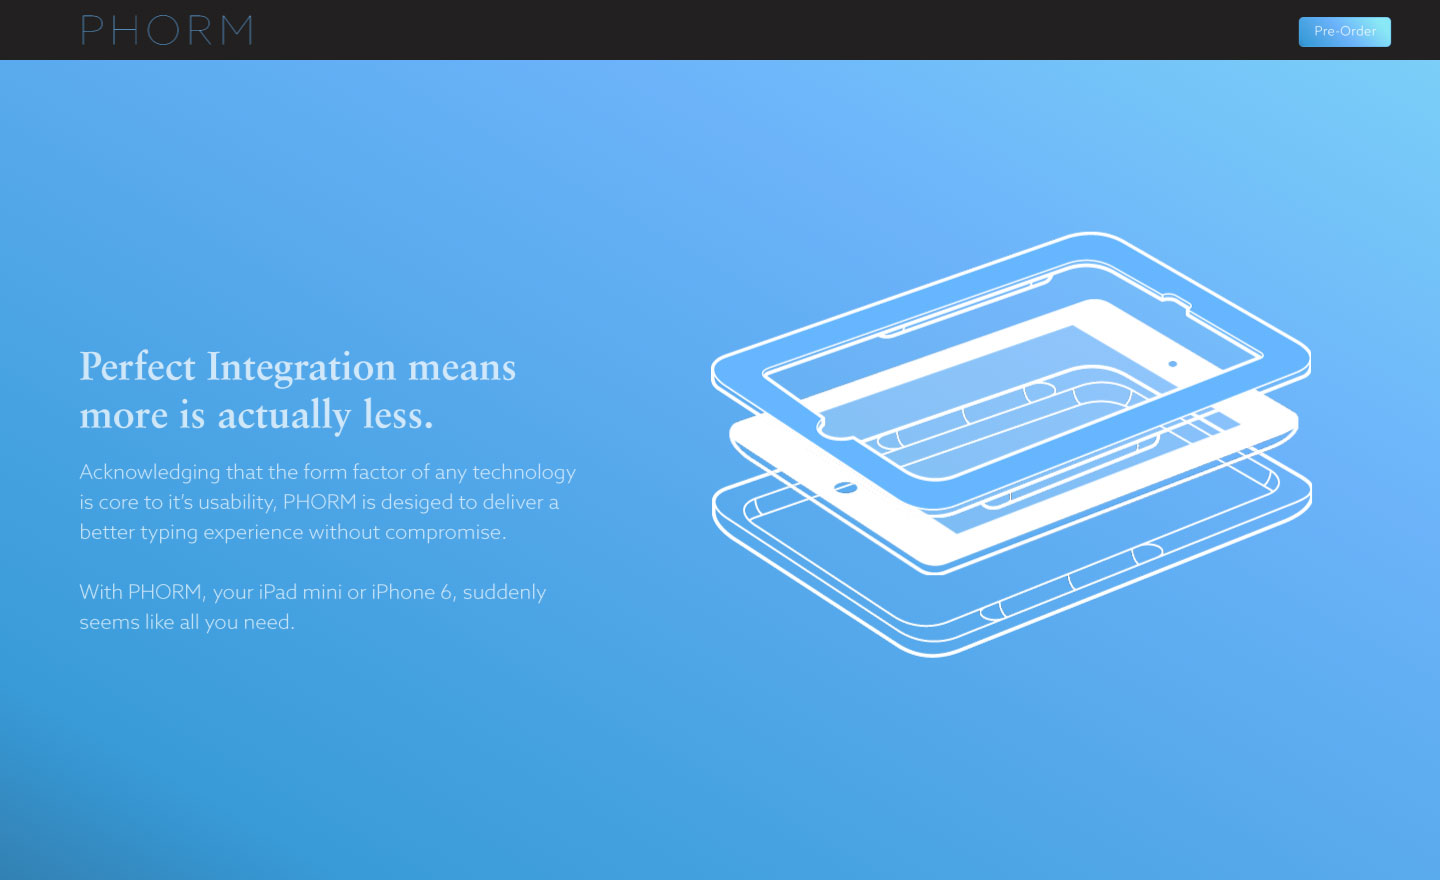 PHORM
Pre-Order
Perfect Integration means
more is actually less.
Acknowledging that the form factor of any technology
is core to it’s usability, PHORM is desiged to deliver a
better typing experience without compromise.
With PHORM, your iPad mini or iPhone 6, suddenly
seems like all you need.